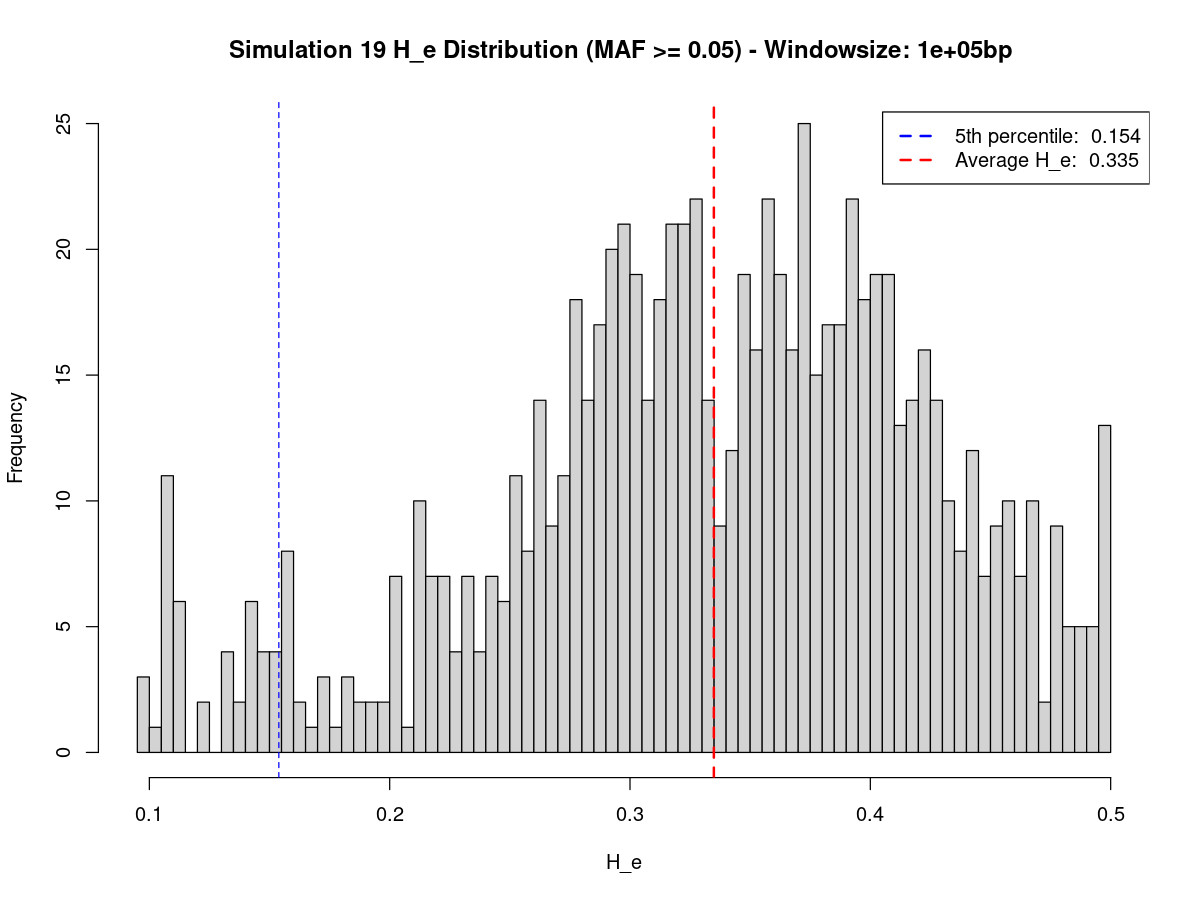 Simulation 19 H_e Distribution (MAF >= 0.05) - Windowsize: 1e+05bp
5th percentile: 0.154
Average H_e: 0.335
Frequency
25
20
15
10
5
0
0.1 0.2 0.3 0.4 0.5
H_e